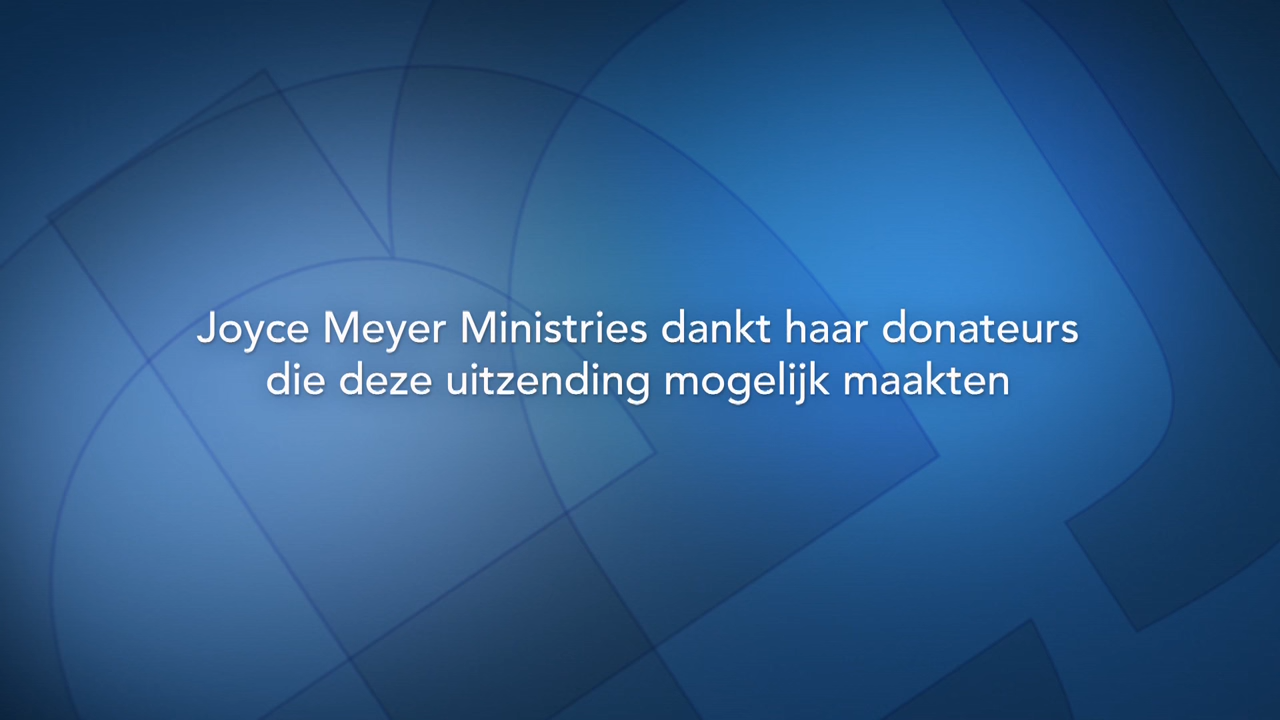 Joyce Meyer Ministries dankt haar donateurs
die deze uitzending mogelijk maakten